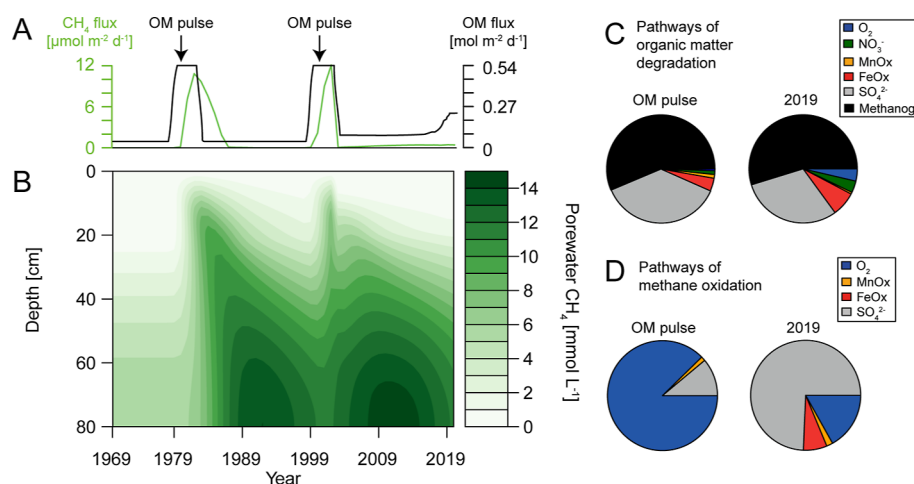 A
CH₄ flux
[µmol m⁻² d⁻¹]
OM pulse
OM pulse
OM flux
[mol m⁻² d⁻¹]
12
6
0
0.54
0.27
0
B
0
20
40
60
80
Depth [cm]
1969
1979
1989
1999
2009
2019
Year
14
12
10
8
6
4
2
0
Porewater CH₄ [mmol L⁻¹]
C
Pathways of
organic matter
degradation
O₂
NO₃⁻
MnOx
FeOx
SO₄²⁻
Methanog
OM pulse
2019
D
Pathways of
methane oxidation
O₂
MnOx
FeOx
SO₄²⁻
OM pulse
2019